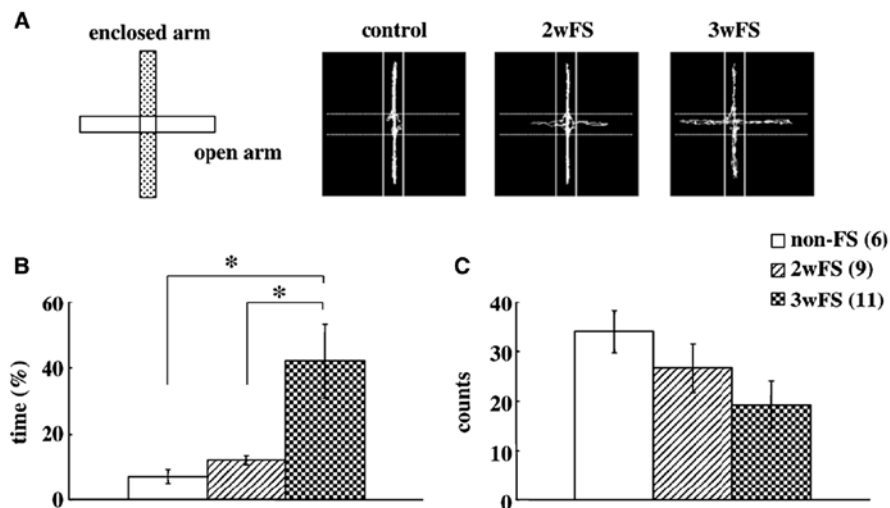 A
enclosed arm
open arm
control
2wFS
3wFS
non-FS (6)
2wFS (9)
3wFS (11)
B
*
*
time (%)
60
40
20
0
C
counts
40
30
20
10
0